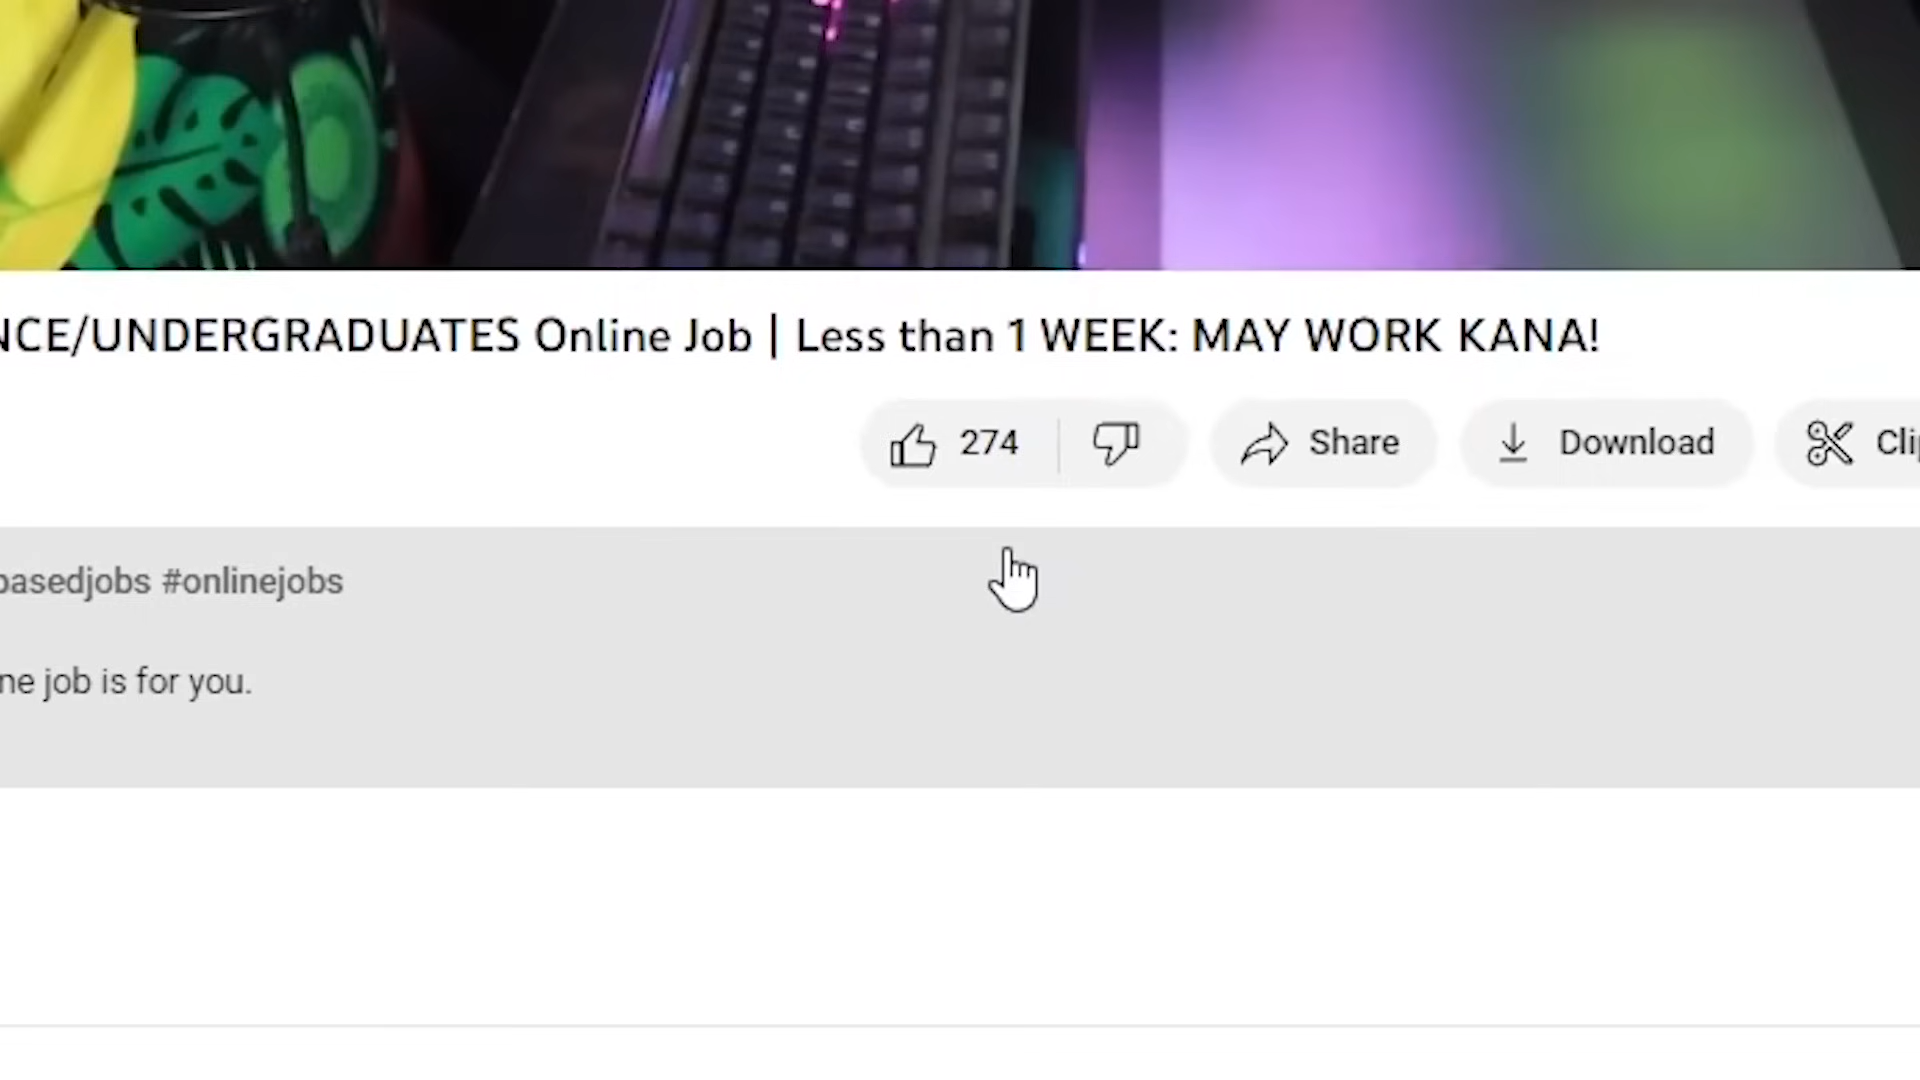 NCE/UNDERGRADUATES Online Job | Less than 1 WEEK: MAY WORK KANA!
274 Share Download Cli
basedjobs #onlinejobs
ne job is for you.